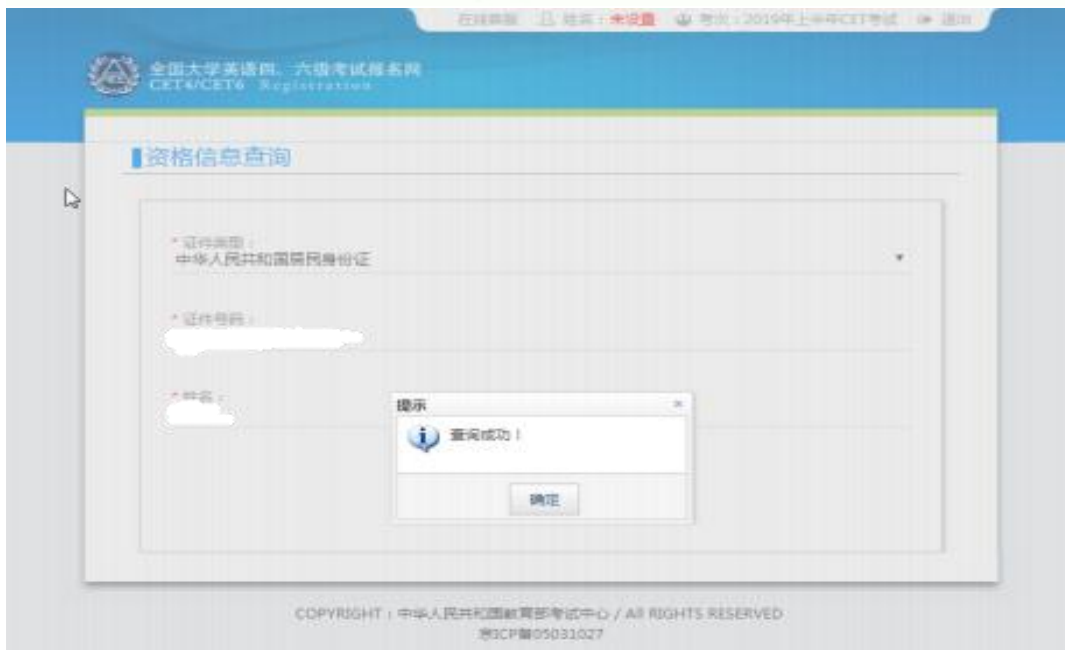 在线客服 姓名：未设置 考次：2019年上半年CET考试 退出
全国大学英语四、六级考试报名网
CET4/CET6 Registration
资格信息查询
* 证件类型：
中华人民共和国居民身份证
* 证件号码：
* 姓名：
提示
查询成功！
确定
COPYRIGHT：中华人民共和国教育部考试中心 / All RIGHTS RESERVED
京ICP备05031027